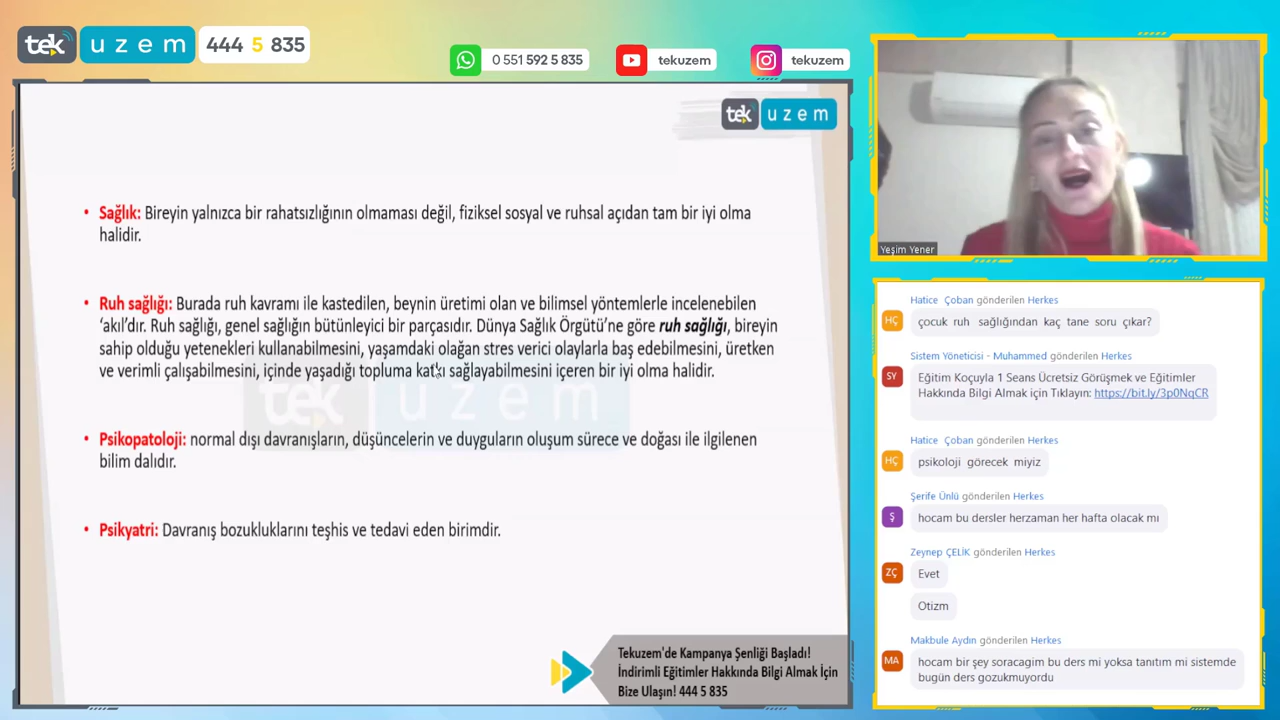 tek uzem 444 5 835
0 551 592 5 835
tekuzem
tekuzem
tek uzem
• Sağlık: Bireyin yalnızca bir rahatsızlığının olmaması değil, fiziksel sosyal ve ruhsal açıdan tam bir iyi olma
halidir.
• Ruh sağlığı: Burada ruh kavramı ile kastedilen, beynin üretimi olan ve bilimsel yöntemlerle incelenebilen
‘akıl’dır. Ruh sağlığı, genel sağlığın bütünleyici bir parçasıdır. Dünya Sağlık Örgütü’ne göre ruh sağlığı, bireyin
sahip olduğu yetenekleri kullanabilmesini, yaşamdaki olağan stres verici olaylarla baş edebilmesini, üretken
ve verimli çalışabilmesini, içinde yaşadığı topluma katkı sağlayabilmesini içeren bir iyi olma halidir.
tek uzem
• Psikopatoloji: normal dışı davranışların, düşüncelerin ve duyguların oluşum sürece ve doğası ile ilgilenen
bilim dalıdır.
• Psikyatri: Davranış bozukluklarını teşhis ve tedavi eden birimdir.
Tekuzem'de Kampanya Şenliği Başladı!
İndirimli Eğitimler Hakkında Bilgi Almak İçin
Bize Ulaşın! 444 5 835
Yeşim Yener
Hatice Çoban gönderilen Herkes
HÇ
çocuk ruh sağlığından kaç tane soru çıkar?
Sistem Yöneticisi - Muhammed gönderilen Herkes
SY
Eğitim Koçuyla 1 Seans Ücretsiz Görüşmek ve Eğitimler
Hakkında Bilgi Almak için Tıklayın: https://bit.ly/3p0NqCR
Hatice Çoban gönderilen Herkes
HÇ
psikoloji görecek miyiz
Şerife Ünlü gönderilen Herkes
Ş
hocam bu dersler herzaman her hafta olacak mı
Zeynep ÇELİK gönderilen Herkes
ZÇ
Evet
Otizm
Makbule Aydın gönderilen Herkes
MA
hocam bir şey soracagim bu ders mi yoksa tanıtım mi sistemde
bugün ders gozukmuyordu